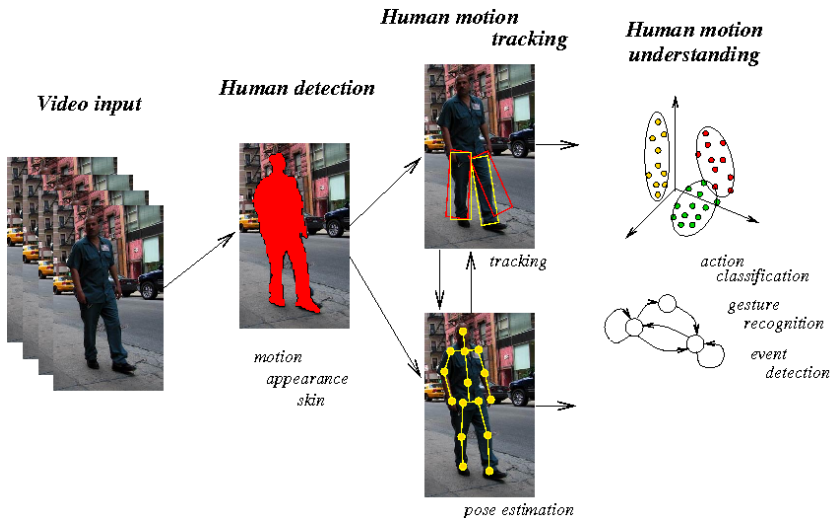 Video input
Human detection
motion
appearance
skin
Human motion
tracking
tracking
pose estimation
Human motion
understanding
action
classification
gesture
recognition
event
detection